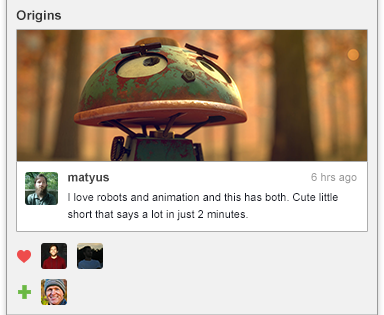 Origins
matyus
6 hrs ago
I love robots and animation and this has both. Cute little
short that says a lot in just 2 minutes.